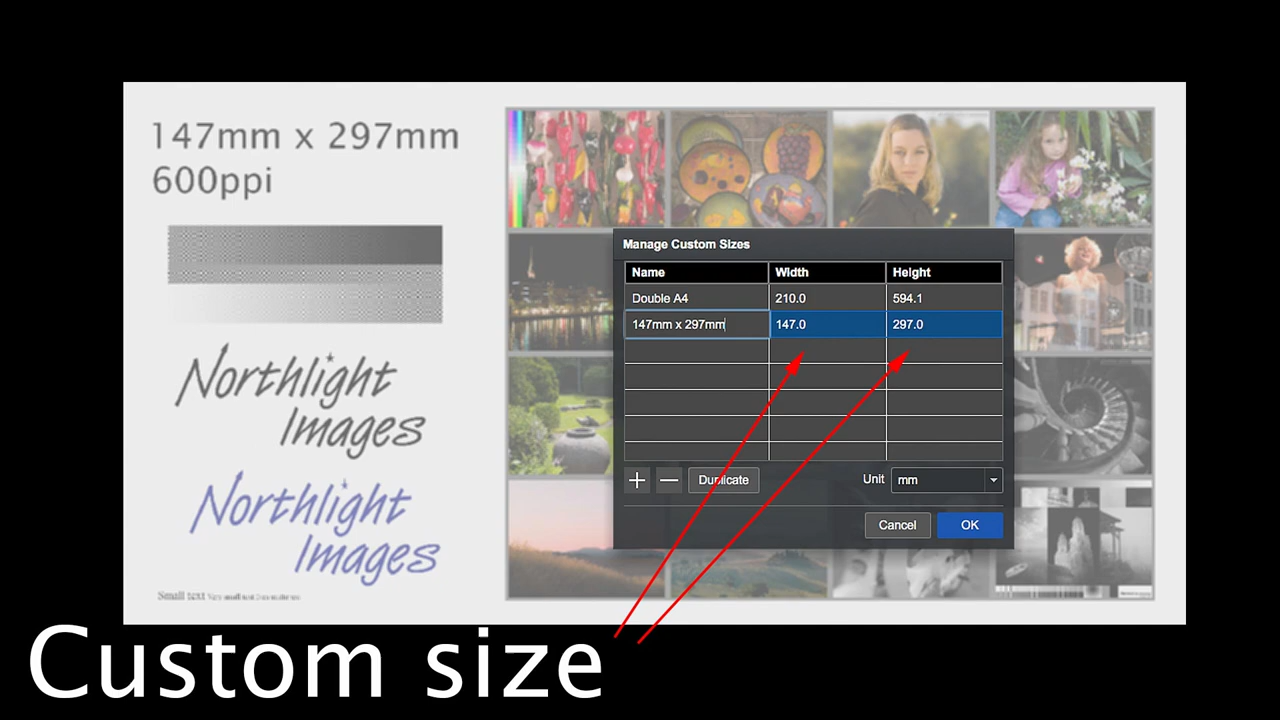 147mm x 297mm
600ppi
Northlight
Images
Northlight
Images
Small text
Manage Custom Sizes
Name Width Height
Double A4 210.0 594.1
147mm x 297mm 147.0 297.0
Duplicate Unit mm
Cancel OK
Custom size